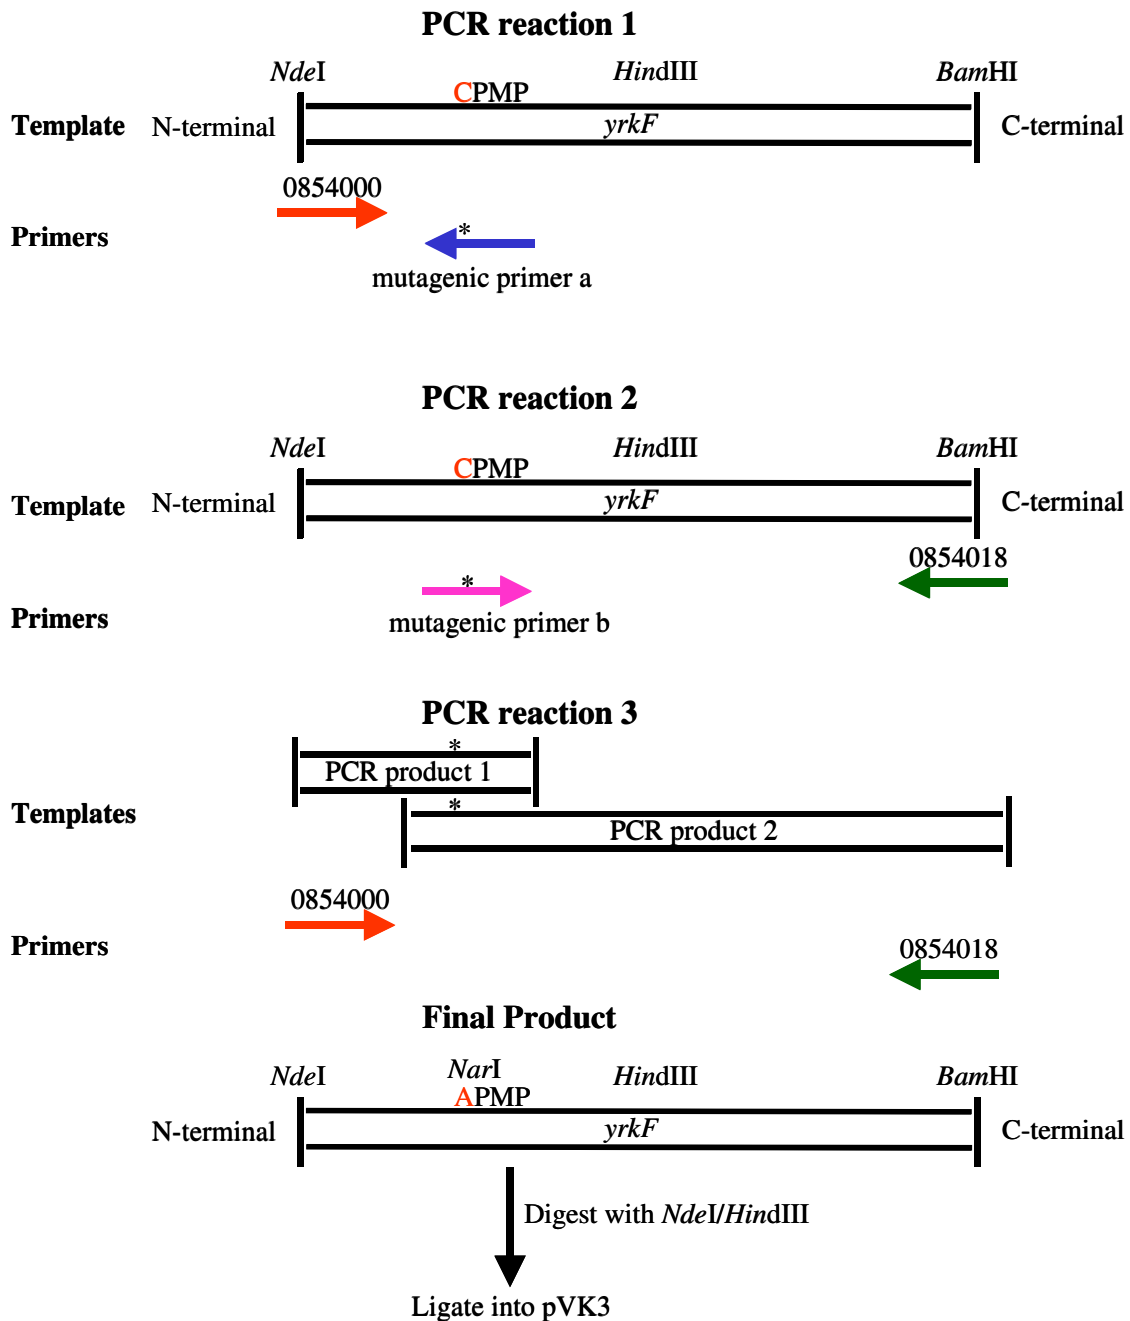 PCR reaction 1
NdeI HindIII BamHI
CPMP
Template N-terminal yrkF C-terminal
0854000
Primers *
mutagenic primer a
PCR reaction 2
NdeI HindIII BamHI
CPMP
Template N-terminal yrkF C-terminal
0854018
*
Primers mutagenic primer b
PCR reaction 3
*
PCR product 1
Templates *
PCR product 2
0854000
Primers 0854018
Final Product
NdeI NarI HindIII BamHI
APMP
N-terminal yrkF C-terminal
Digest with NdeI/HindIII
Ligate into pVK3